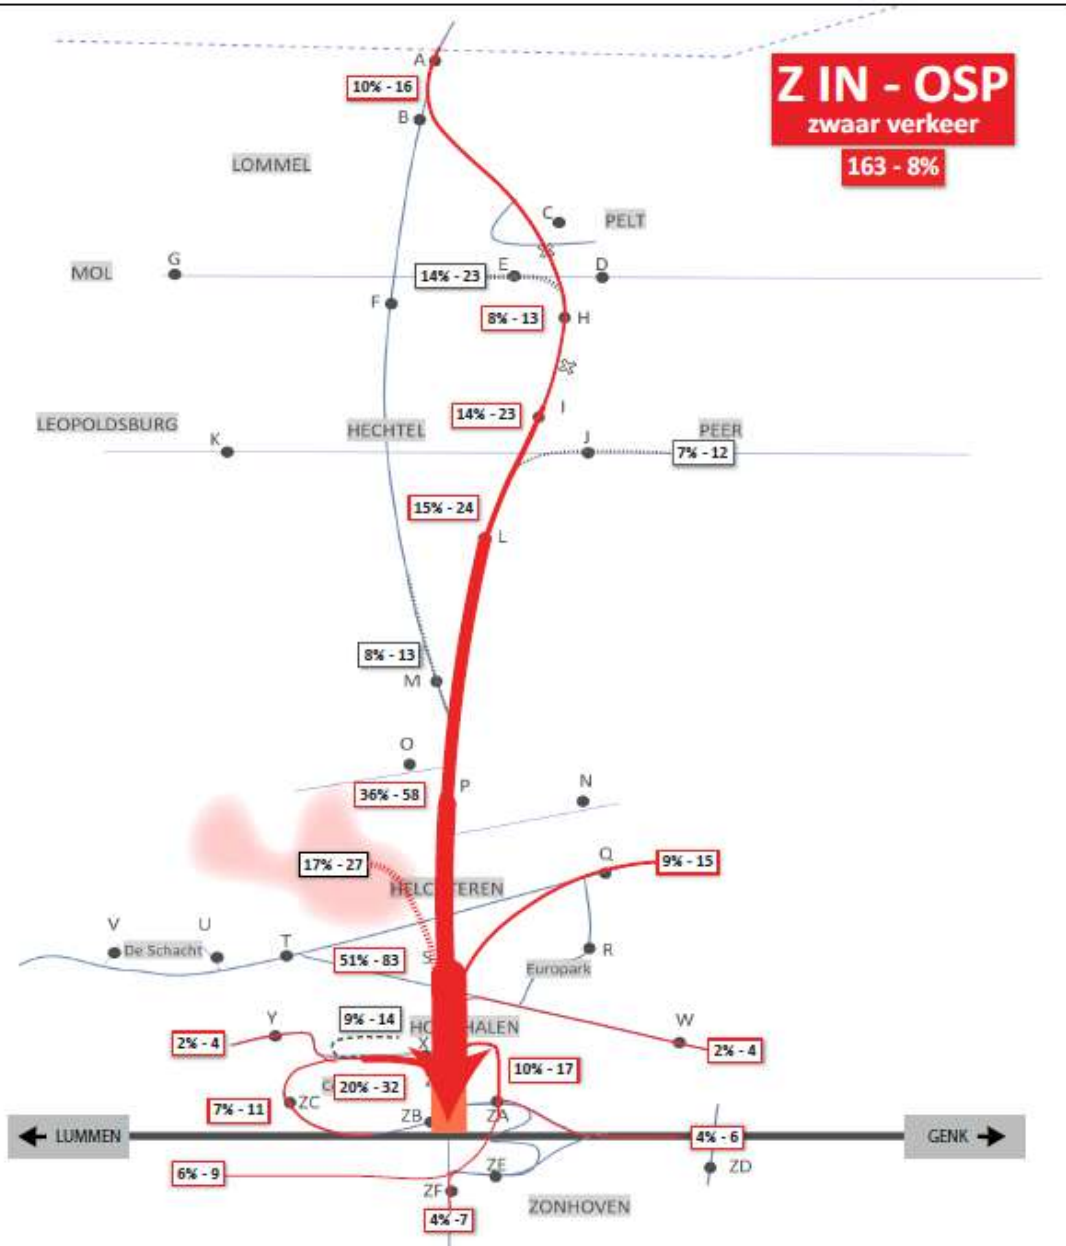 Z IN - OSP
zwaar verkeer
163 - 8%
A
10% - 16
B
LOMMEL
C
PELT
G
MOL
14% - 23
E
D
F
8% - 13
H
14% - 23
I
LEOPOLDSBURG
HECHTEL
PEER
K
J
7% - 12
15% - 24
L
8% - 13
M
O
P
N
36% - 58
17% - 27
Q
9% - 15
V
U
T
De Schacht
51% - 83
S
R
Europark
9% - 14
Y
X
W
2% - 4
2% - 4
10% - 17
20% - 32
7% - 11
ZC
ZB
ZA
LUMMEN
4% - 6
GENK
6% - 9
ZE
ZD
ZF
4% -7
ZONHOVEN